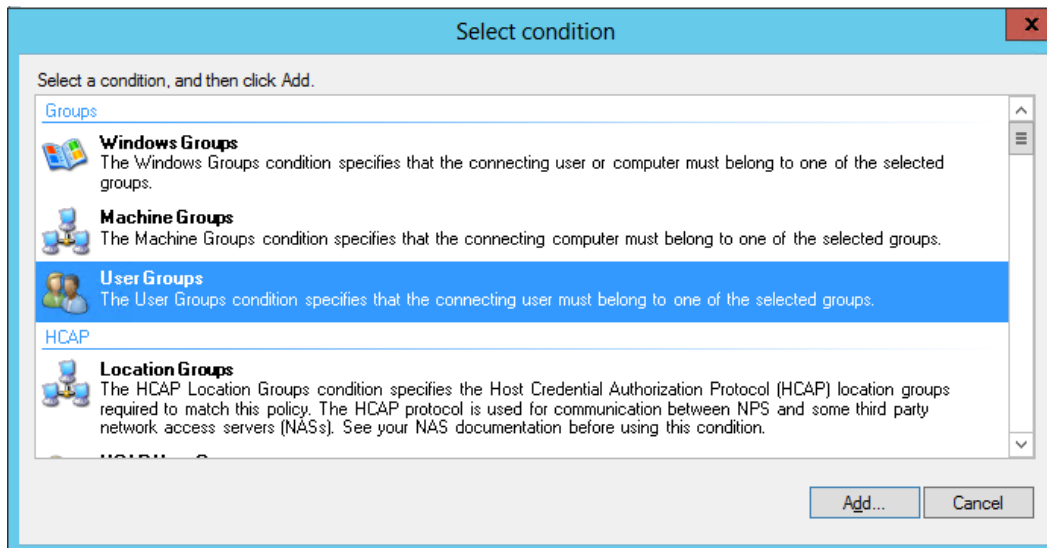 Select condition
x
Select a condition, and then click Add.
Groups
Windows Groups
The Windows Groups condition specifies that the connecting user or computer must belong to one of the selected
groups.
Machine Groups
The Machine Groups condition specifies that the connecting computer must belong to one of the selected groups.
User Groups
The User Groups condition specifies that the connecting user must belong to one of the selected groups.
HCAP
Location Groups
The HCAP Location Groups condition specifies the Host Credential Authorization Protocol (HCAP) location groups
required to match this policy. The HCAP protocol is used for communication between NPS and some third party
network access servers (NASs). See your NAS documentation before using this condition.
Add... Cancel